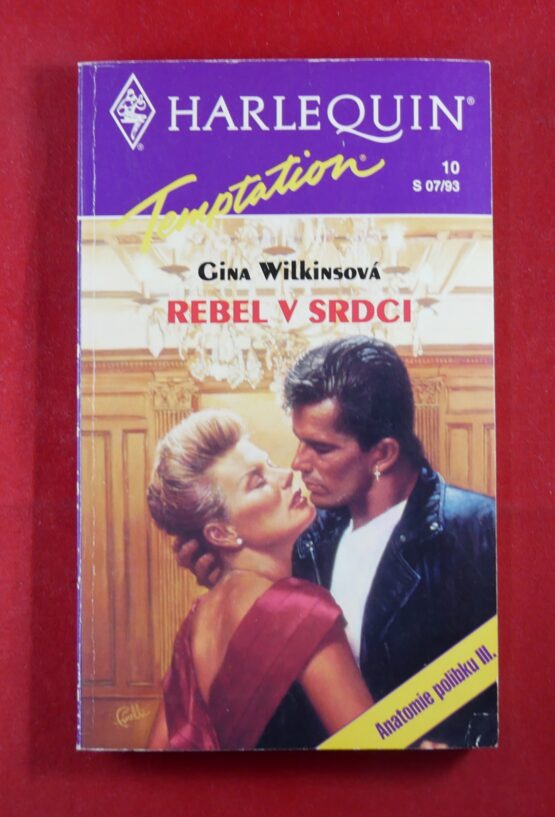 HARLEQUIN®
Temptation®
10
S 07/93
Gina Wilkinsová
REBEL V SRDCI
Anatomie polibku III.